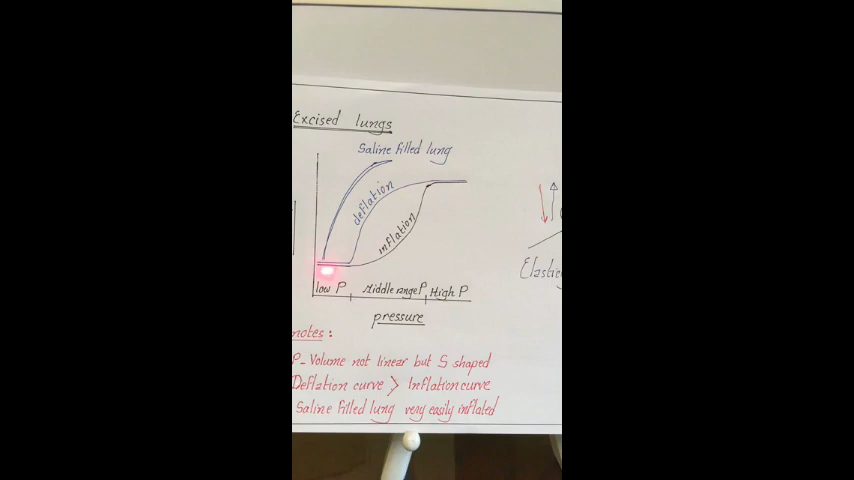 Excised lungs
Saline filled lung
deflation
inflation
low P
Middle range P
High P
pressure
notes :
P-Volume not linear but S shaped
Deflation curve > Inflation curve
Saline filled lung very easily inflated